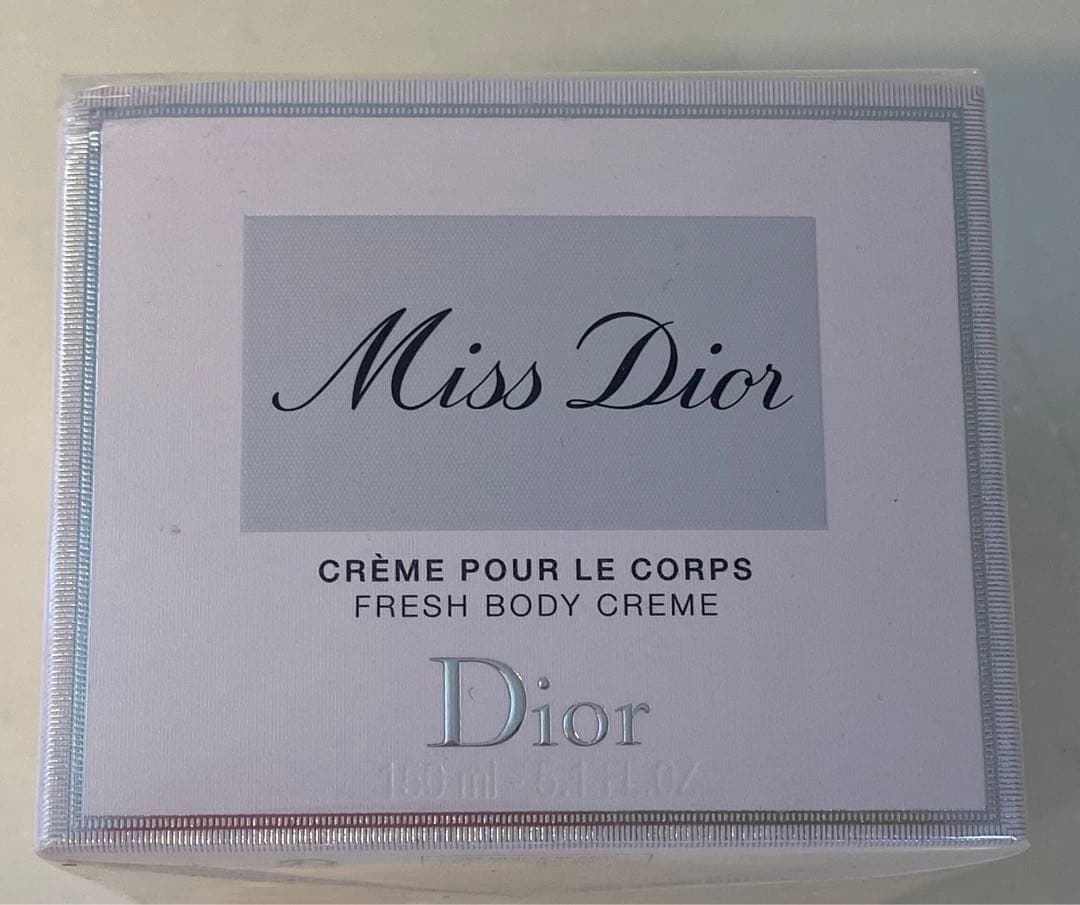 Miss Dior
CRÈME POUR LE CORPS
FRESH BODY CREME
Dior
150 ml - 5.1 FL.OZ